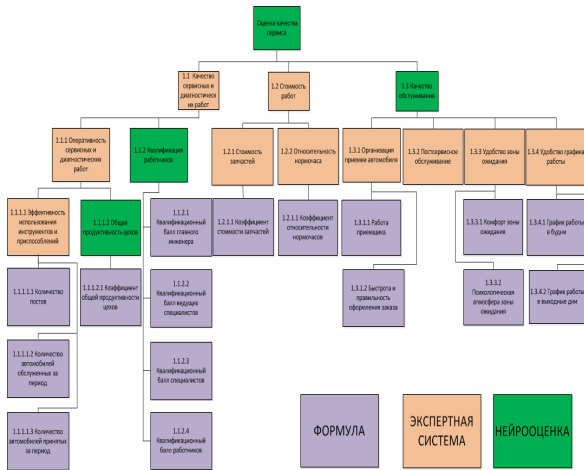 Оценка качества
сервиса
1.1 Качество
сервисных и
диагностическ
их работ
1.2 Стоимость
работ
1.3 Качество
обслуживания
1.1.1 Оперативность
сервисных и
диагностических
работ
1.1.2 Квалификация
работников
1.2.1 Стоимость
запчастей
1.2.2 Относительность
нормочаса
1.3.1 Организация
приемки автомобиля
1.3.2 Постсервисное
обслуживание
1.3.3 Удобство зоны
ожидания
1.3.4 Удобство графика
работы
1.1.1.1 Эффективность
использования
инструментов и
приспособлений
1.1.1.2 Общая
продуктивность цехов
1.1.2.1
Квалификационный
балл главного
инженера
1.2.1.1 Коэффициент
стоимости запчастей
1.2.1.1 Коэффициент
относительности
нормочасов
1.3.1.1 Работа
приемщика
1.3.3.1 Комфорт зоны
ожидания
1.3.4.1 График работы
в будни
1.1.1.1.1 Количество
постов
1.1.1.2.1 Коэффициент
общей продуктивности
цехов
1.1.2.2
Квалификационный
балл ведущих
специалистов
1.3.1.2 Быстрота и
правильность
оформление заказа
1.3.3.2
Психологическая
атмосфера зоны
ожидания
1.3.4.2 График работы
в выходные дни
1.1.1.1.2 Количество
автомобилей
обслуженных за
период
1.1.2.3
Квалификационный
балл специалистов
1.1.1.1.3 Количество
автомобилей принятых
за период
1.1.2.4
Квалификационный
балл работников
ФОРМУЛА
ЭКСПЕРТНАЯ
СИСТЕМА
НЕЙРООЦЕНКА